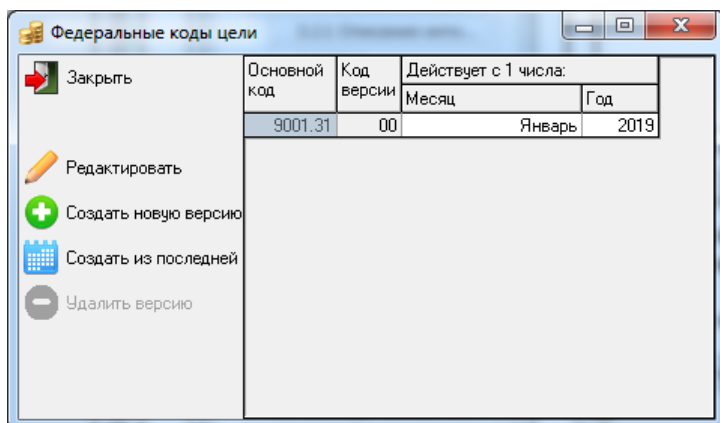 Федеральные коды цели
Закрыть
Редактировать
Создать новую версию
Создать из последней
Удалить версию
Основной код
Код версии
Действует с 1 числа:
Месяц
Год
9001.31 00 Январь 2019